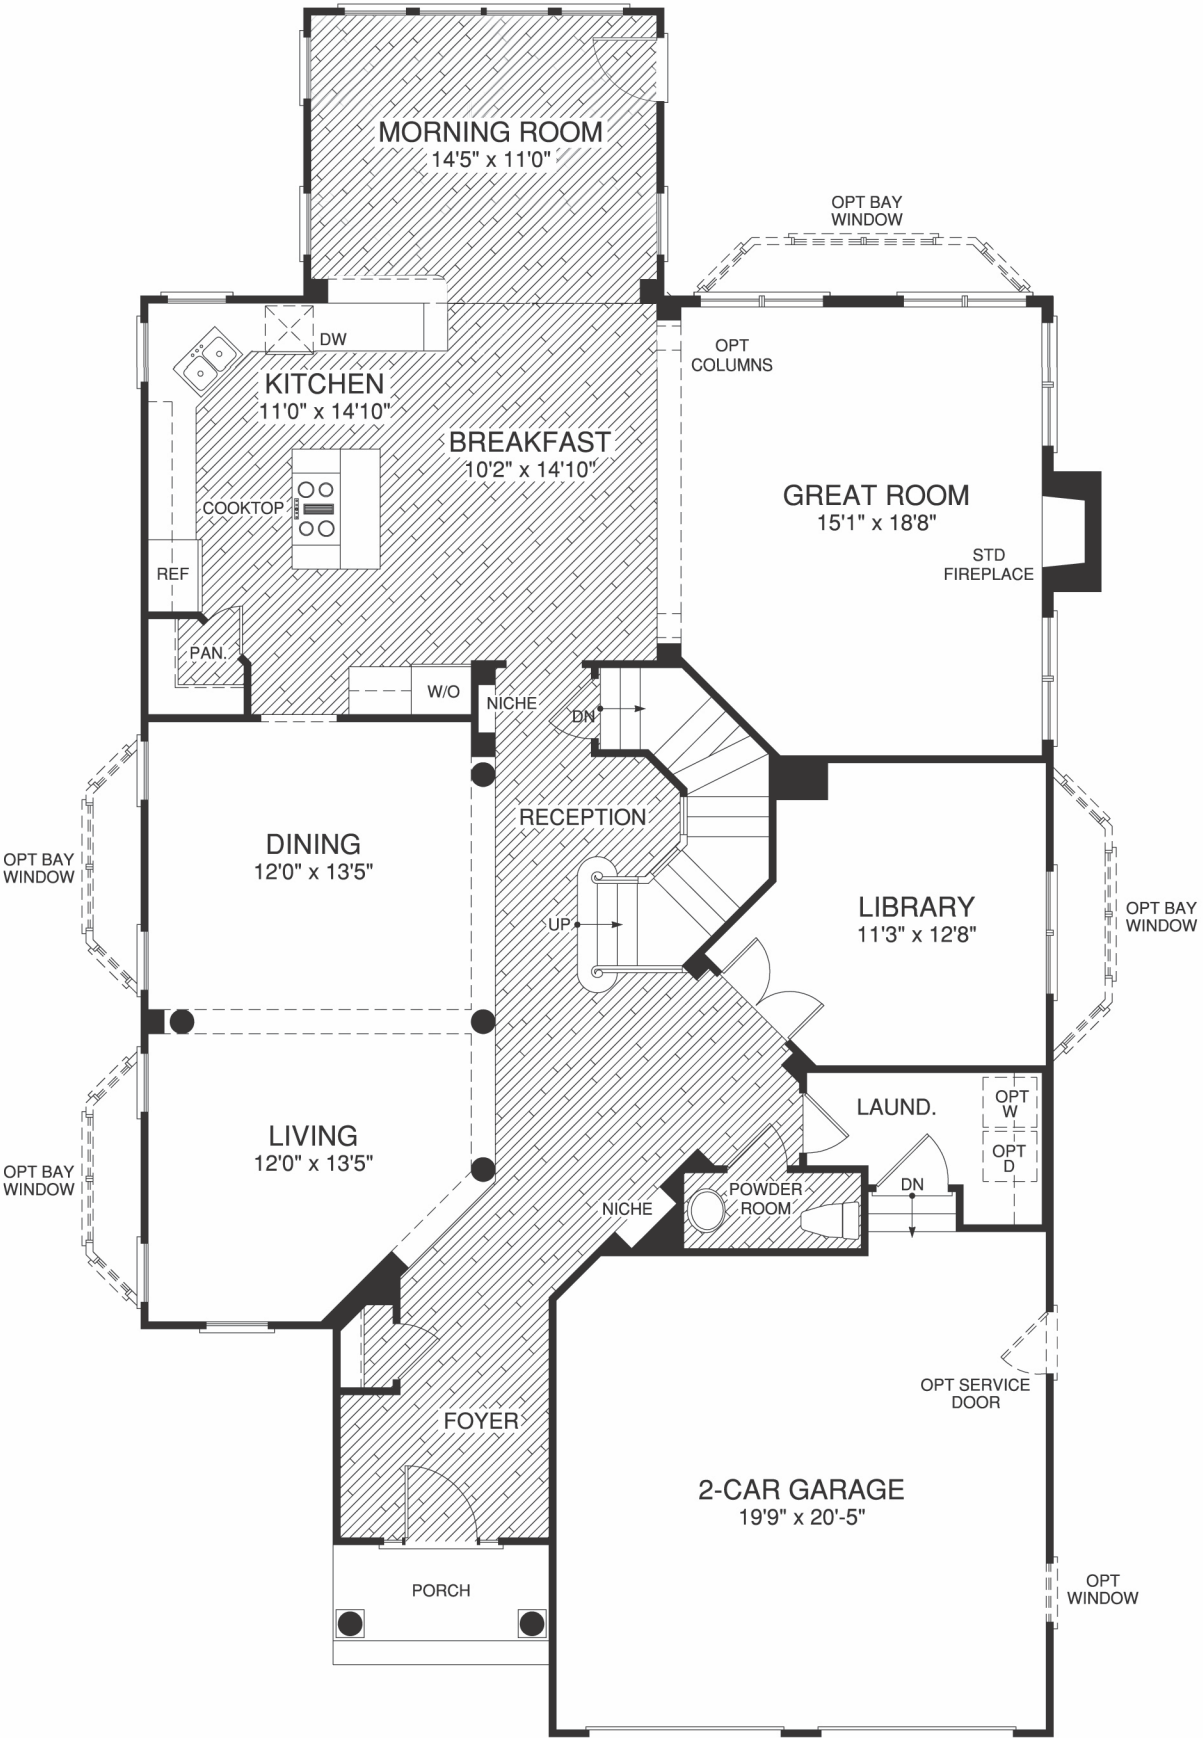 MORNING ROOM
14'5" x 11'0"
OPT BAY
WINDOW
DW
OPT
COLUMNS
KITCHEN
11'0" x 14'10"
BREAKFAST
10'2" x 14'10"
GREAT ROOM
15'1" x 18'8"
COOKTOP
STD
FIREPLACE
REF
PAN.
W/O
NICHE
DN
RECEPTION
DINING
12'0" x 13'5"
OPT BAY
WINDOW
UP
LIBRARY
11'3" x 12'8"
OPT BAY
WINDOW
LAUND.
OPT
W
OPT
D
LIVING
12'0" x 13'5"
OPT BAY
WINDOW
DN
POWDER
ROOM
NICHE
OPT SERVICE
DOOR
FOYER
2-CAR GARAGE
19'9" x 20'-5"
PORCH
OPT
WINDOW